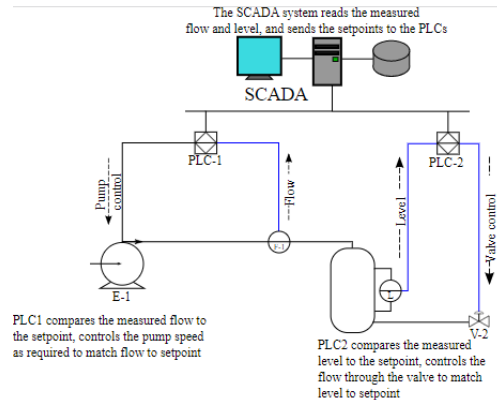 The SCADA system reads the measured
flow and level, and sends the setpoints to the PLCs
SCADA
PLC-1
PLC-2
Pump
control
Flow
Level
Valve control
F-1
E-1
L
V-2
PLC1 compares the measured flow to
the setpoint, controls the pump speed
as required to match flow to setpoint
PLC2 compares the measured
level to the setpoint, controls the
flow through the valve to match
level to setpoint